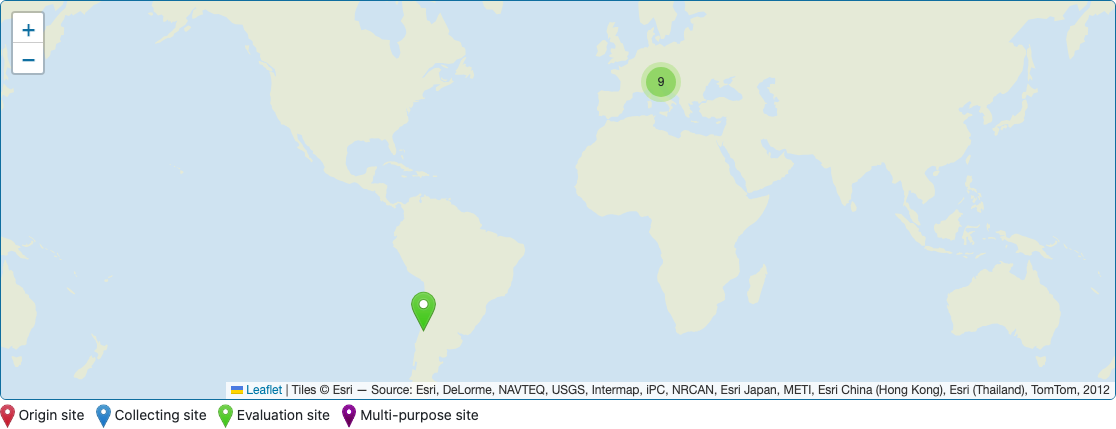 +
−
9
Leaflet | Tiles © Esri — Source: Esri, DeLorme, NAVTEQ, USGS, Intermap, iPC, NRCAN, Esri Japan, METI, Esri China (Hong Kong), Esri (Thailand), TomTom, 2012
Origin site Collecting site Evaluation site Multi-purpose site